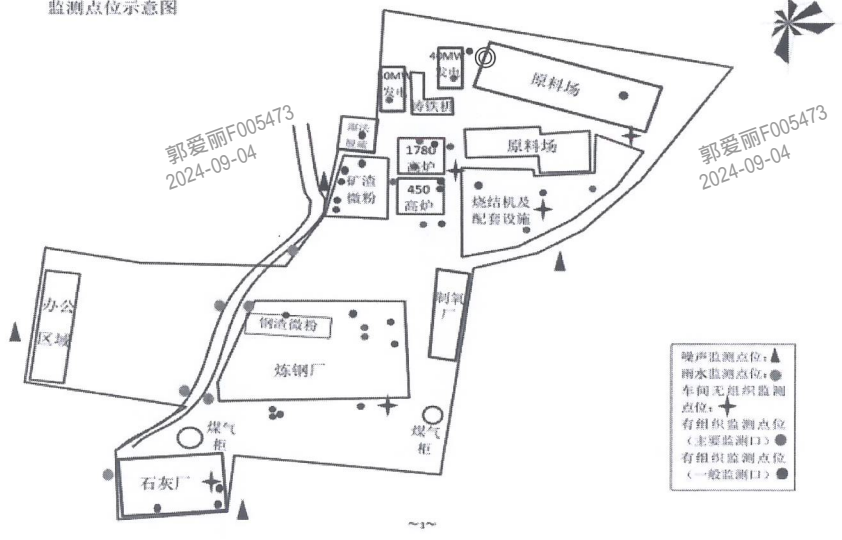 监测点位示意图
40MW
发电
50MW
发电
铸铁机
原料场
郭爱丽F005473
2024-09-04
郭爱丽F005473
2024-09-04
1780
高炉
原料场
矿渣
微粉
450
高炉
烧结机及
配套设施
办公
区域
制氧
厂
钢渣微粉
炼钢厂
煤气
柜
煤气
柜
石灰厂
噪声监测点位：
雨水监测点位：
车间无组织监测
点位：
有组织监测点位
（主要监测口）
有组织监测点位
（一般监测口）
~3~